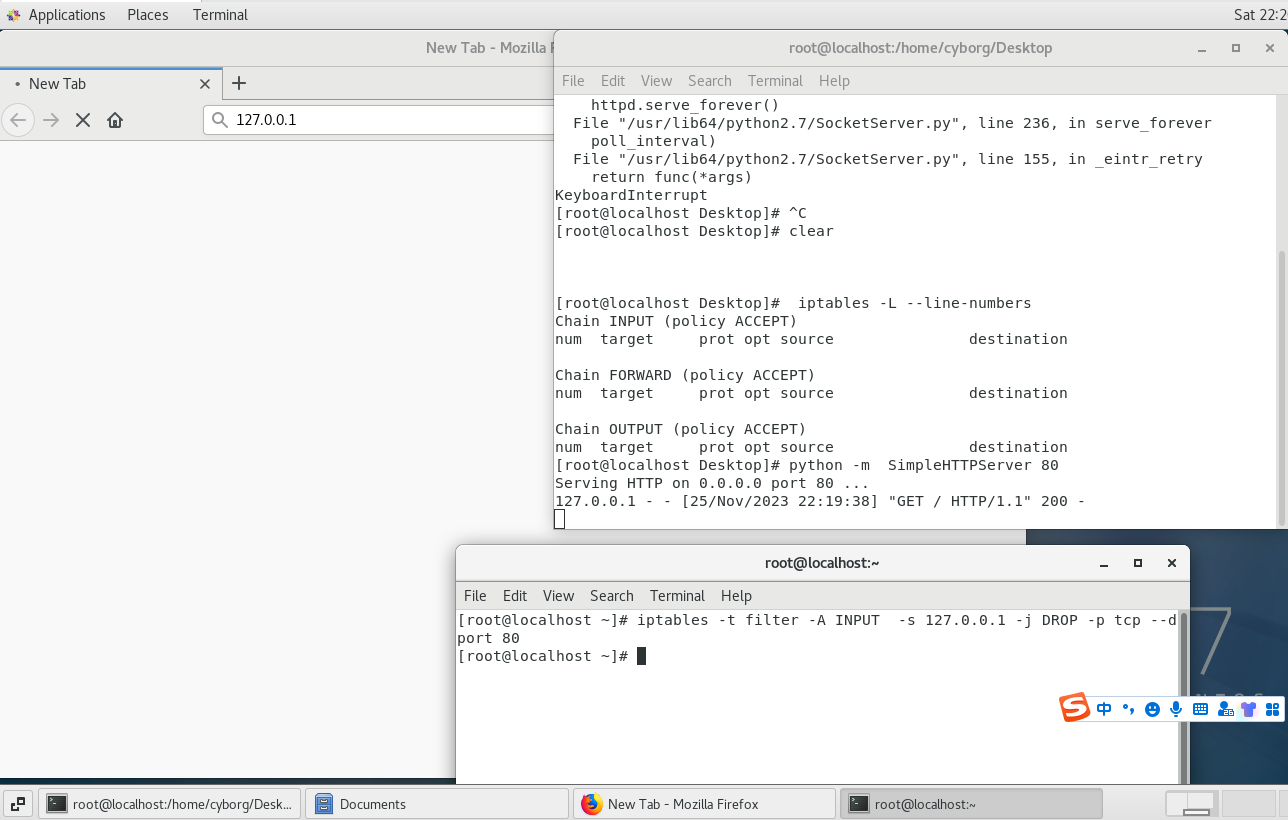 Applications Places Terminal Sat 22:2
New Tab - Mozilla F
root@localhost:/home/cyborg/Desktop
New Tab
127.0.0.1
File Edit View Search Terminal Help
httpd.serve_forever()
File "/usr/lib64/python2.7/SocketServer.py", line 236, in serve_forever
poll_interval)
File "/usr/lib64/python2.7/SocketServer.py", line 155, in _eintr_retry
return func(*args)
KeyboardInterrupt
[root@localhost Desktop]# ^C
[root@localhost Desktop]# clear
[root@localhost Desktop]#  iptables -L --line-numbers
Chain INPUT (policy ACCEPT)
num  target     prot opt source               destination
Chain FORWARD (policy ACCEPT)
num  target     prot opt source               destination
Chain OUTPUT (policy ACCEPT)
num  target     prot opt source               destination
[root@localhost Desktop]# python -m  SimpleHTTPServer 80
Serving HTTP on 0.0.0.0 port 80 ...
127.0.0.1 - - [25/Nov/2023 22:19:38] "GET / HTTP/1.1" 200 -
root@localhost:~
File Edit View Search Terminal Help
[root@localhost ~]# iptables -t filter -A INPUT  -s 127.0.0.1 -j DROP -p tcp --d
port 80
[root@localhost ~]#
7
中
root@localhost:/home/cyborg/Desk... Documents New Tab - Mozilla Firefox root@localhost:~